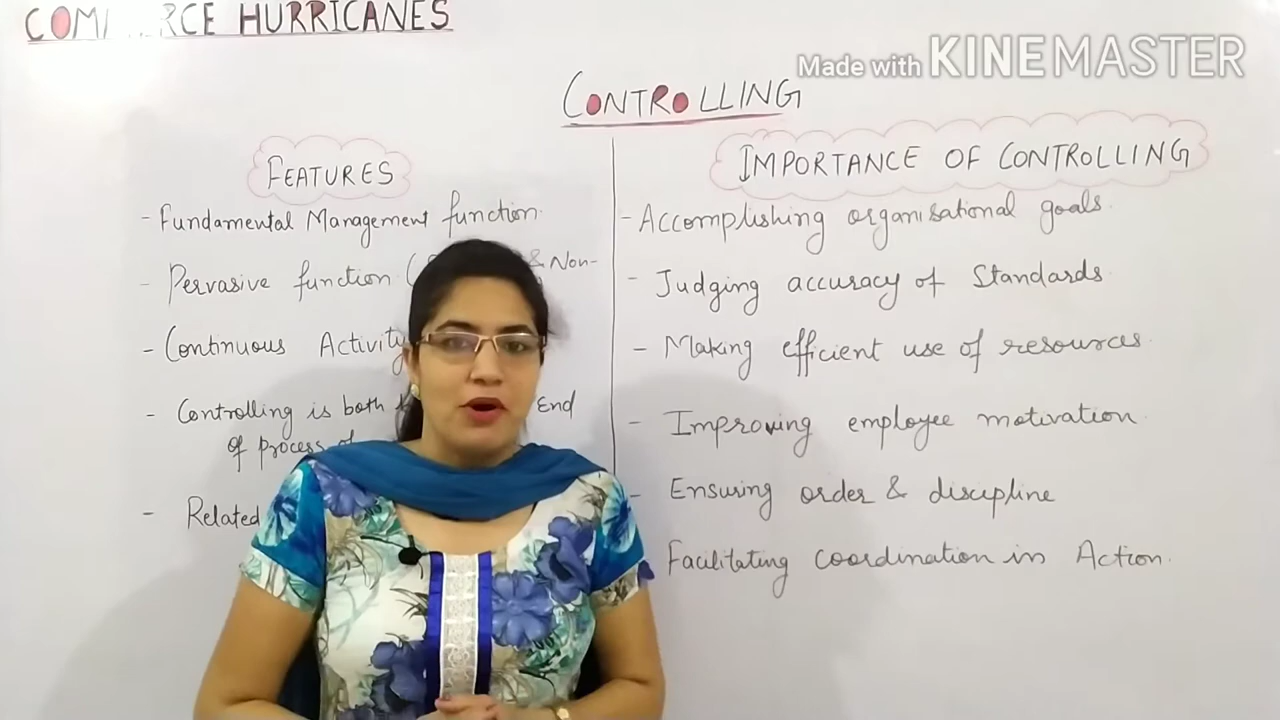 COM RCE HURRICANES
Made with KINEMASTER
CONTROLLING
FEATURES
- Fundamental Management function.
- Pervasive function ( & Non-
- Continuous Activity
- Controlling is both End
of process of
- Related
IMPORTANCE OF CONTROLLING
- Accomplishing organisational goals.
- Judging accuracy of Standards
- Making efficient use of resources.
- Improving employee motivation.
- Ensuring order & discipline
Facilitating coordination in Action.